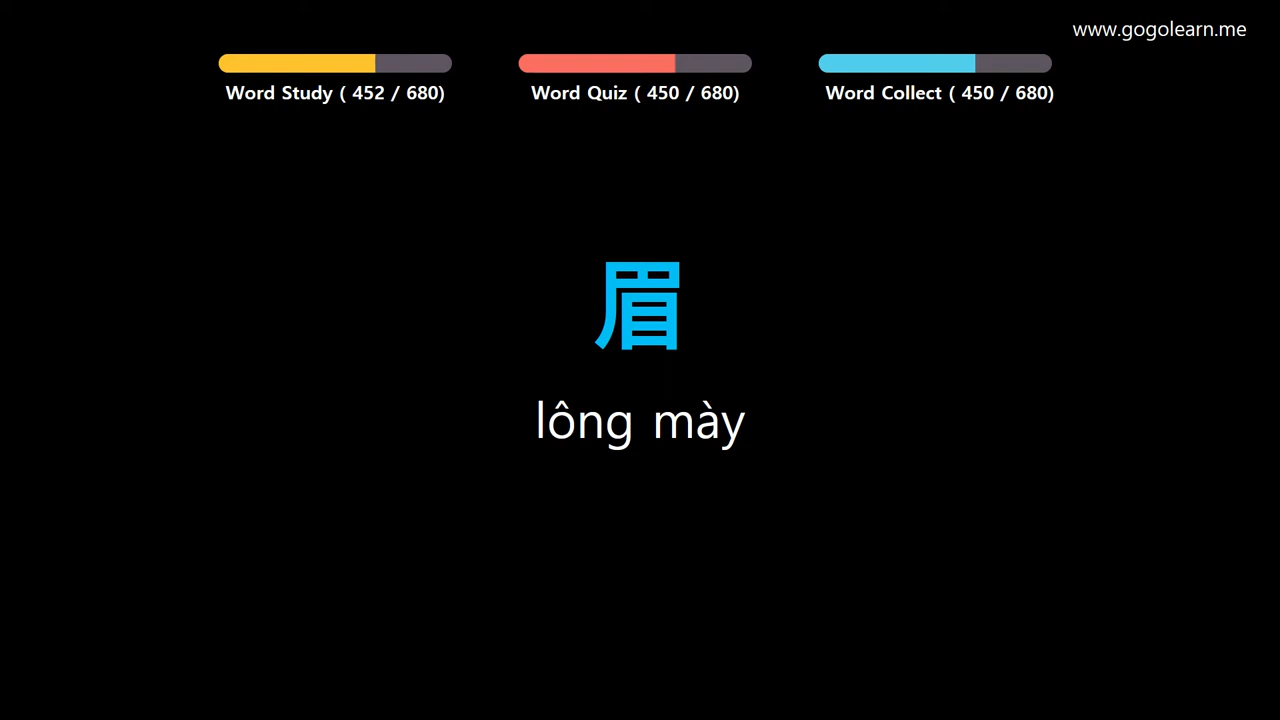 www.gogolearn.me
Word Study ( 452 / 680)
Word Quiz ( 450 / 680)
Word Collect ( 450 / 680)
眉
lông mày